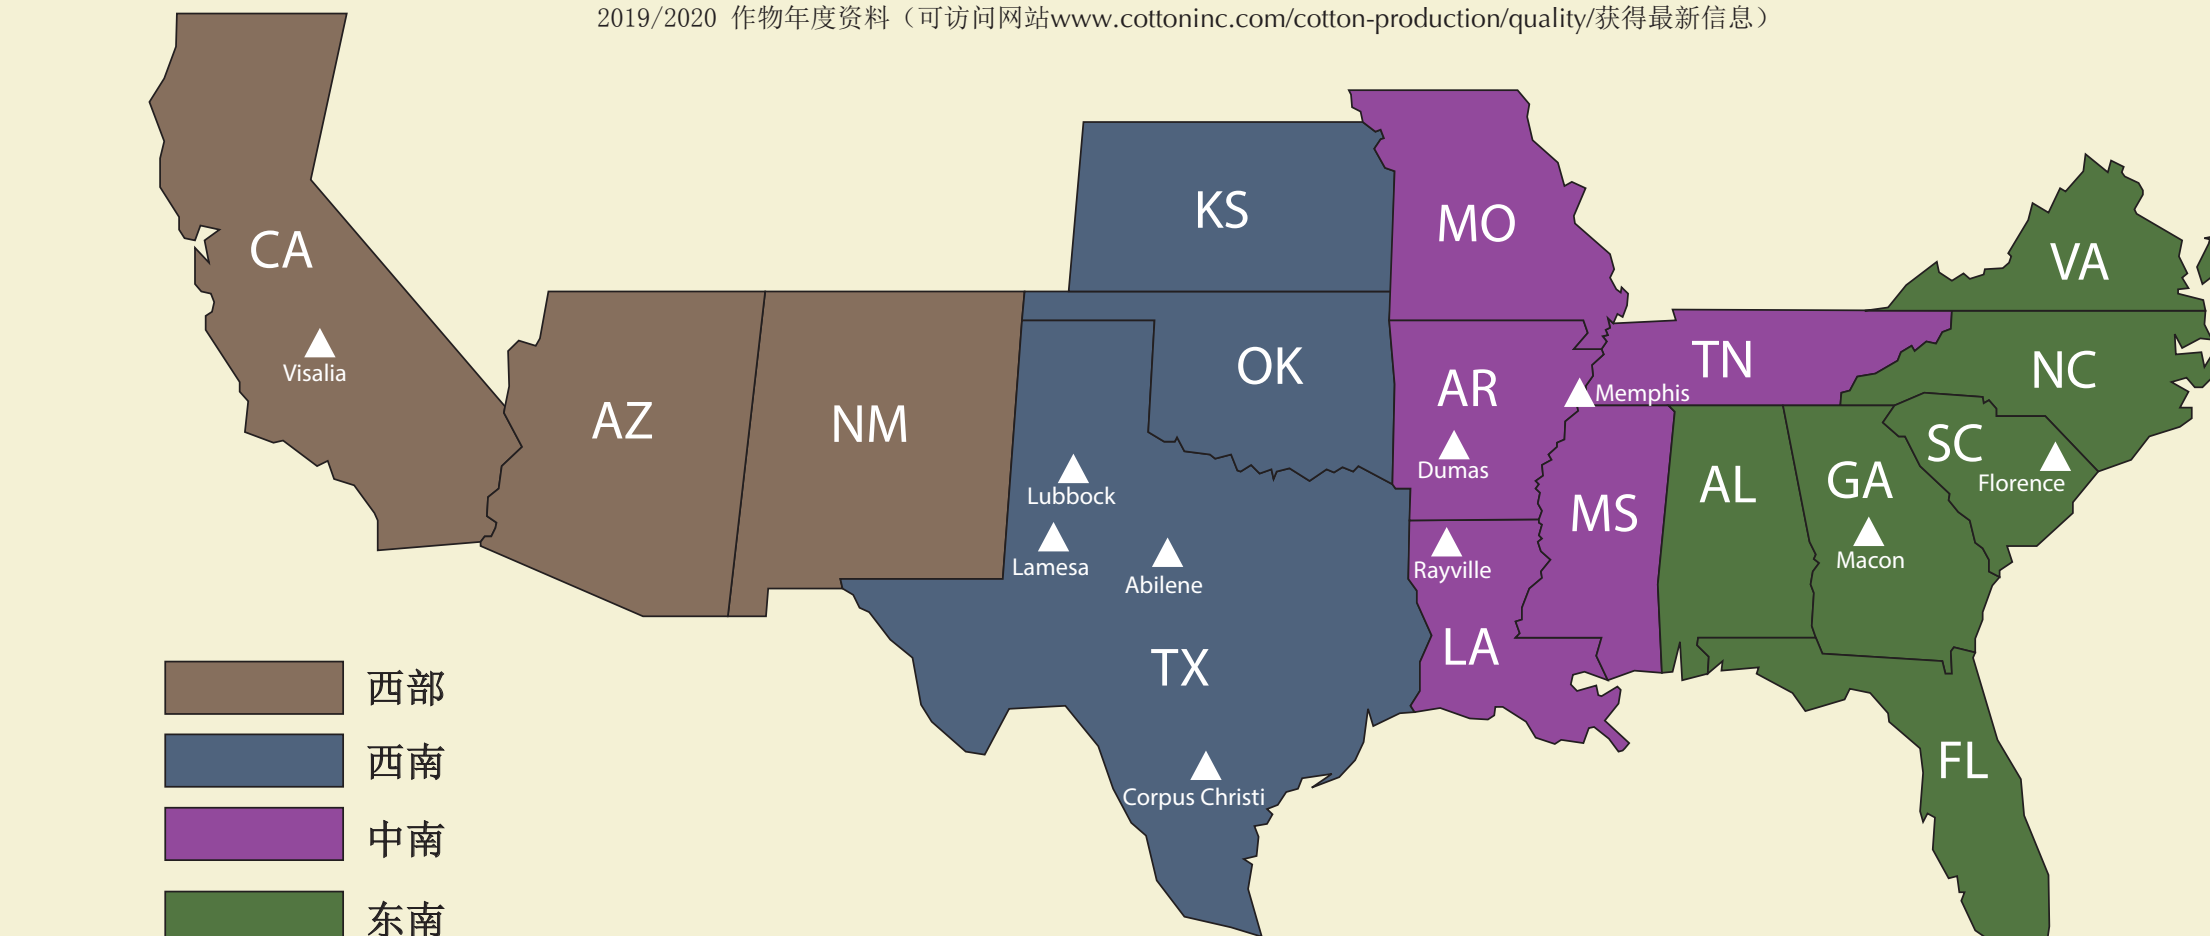 2019/2020 作物年度资料（可访问网站www.cottoninc.com/cotton-production/quality/获得最新信息）
KS
MO
CA
VA
Visalia
OK
TN
NC
AR
Memphis
AZ
NM
SC
Dumas
GA
Florence
Lubbock
AL
MS
Macon
Lamesa
Abilene
Rayville
LA
TX
西部
西南
FL
Corpus Christi
中南
东南